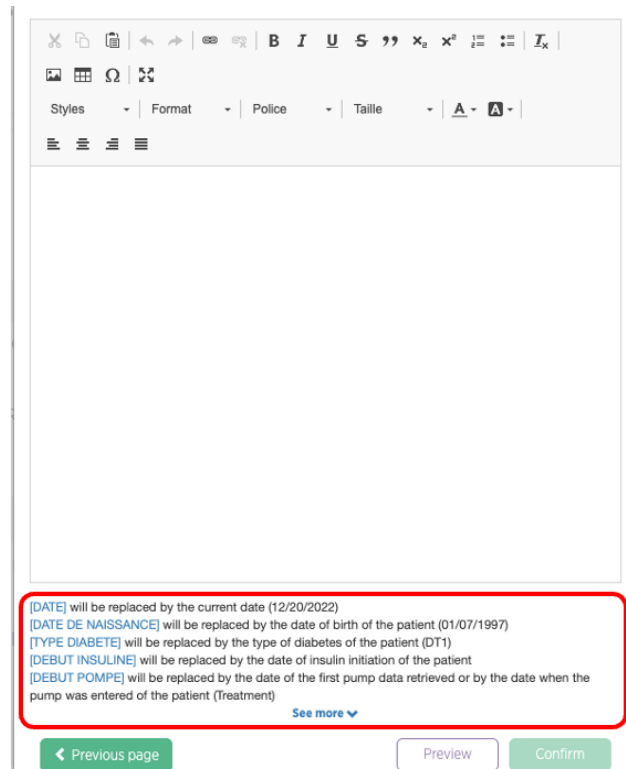 B I U S ,, x₂ x² Iₓ
Ω
Styles Format Police Taille A A
[DATE] will be replaced by the current date (12/20/2022)
[DATE DE NAISSANCE] will be replaced by the date of birth of the patient (01/07/1997)
[TYPE DIABETE] will be replaced by the type of diabetes of the patient (DT1)
[DEBUT INSULINE] will be replaced by the date of insulin initiation of the patient
[DEBUT POMPE] will be replaced by the date of the first pump data retrieved or by the date when the
pump was entered of the patient (Treatment)
See more
Previous page Preview Confirm